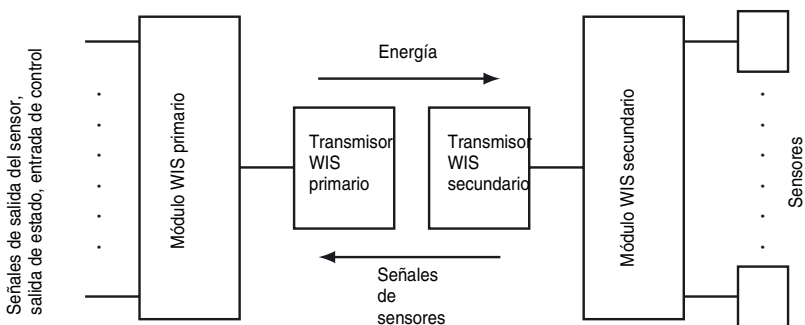 Señales de salida del sensor,
salida de estado, entrada de control
Módulo WIS primario
Energía
Transmisor
WIS
primario
Transmisor
WIS
secundario
Señales
de
sensores
Módulo WIS secundario
Sensores